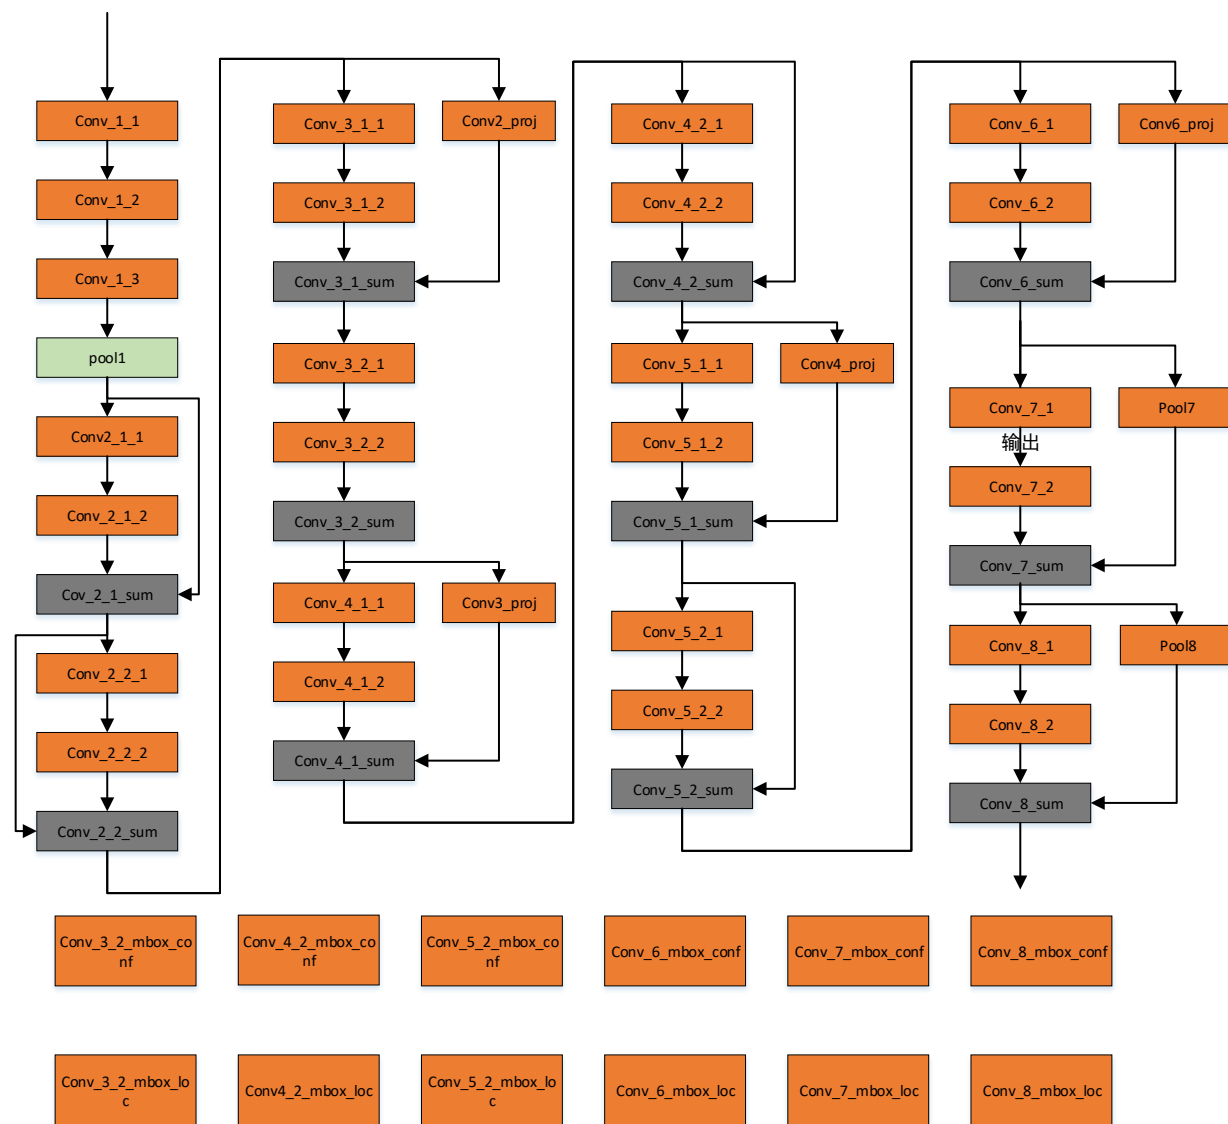 Conv_1_1
Conv_1_2
Conv_1_3
pool1
Conv2_1_1
Conv_2_1_2
Cov_2_1_sum
Conv_2_2_1
Conv_2_2_2
Conv_2_2_sum
Conv_3_1_1
Conv2_proj
Conv_3_1_2
Conv_3_1_sum
Conv_3_2_1
Conv_3_2_2
Conv_3_2_sum
Conv_4_1_1
Conv3_proj
Conv_4_1_2
Conv_4_1_sum
Conv_4_2_1
Conv_4_2_2
Conv_4_2_sum
Conv_5_1_1
Conv4_proj
Conv_5_1_2
Conv_5_1_sum
Conv_5_2_1
Conv_5_2_2
Conv_5_2_sum
Conv_6_1
Conv6_proj
Conv_6_2
Conv_6_sum
Conv_7_1
Pool7
输出
Conv_7_2
Conv_7_sum
Conv_8_1
Pool8
Conv_8_2
Conv_8_sum
Conv_3_2_mbox_co
nf
Conv_4_2_mbox_co
nf
Conv_5_2_mbox_co
nf
Conv_6_mbox_conf
Conv_7_mbox_conf
Conv_8_mbox_conf
Conv_3_2_mbox_lo
c
Conv4_2_mbox_loc
Conv_5_2_mbox_lo
c
Conv_6_mbox_loc
Conv_7_mbox_loc
Conv_8_mbox_loc